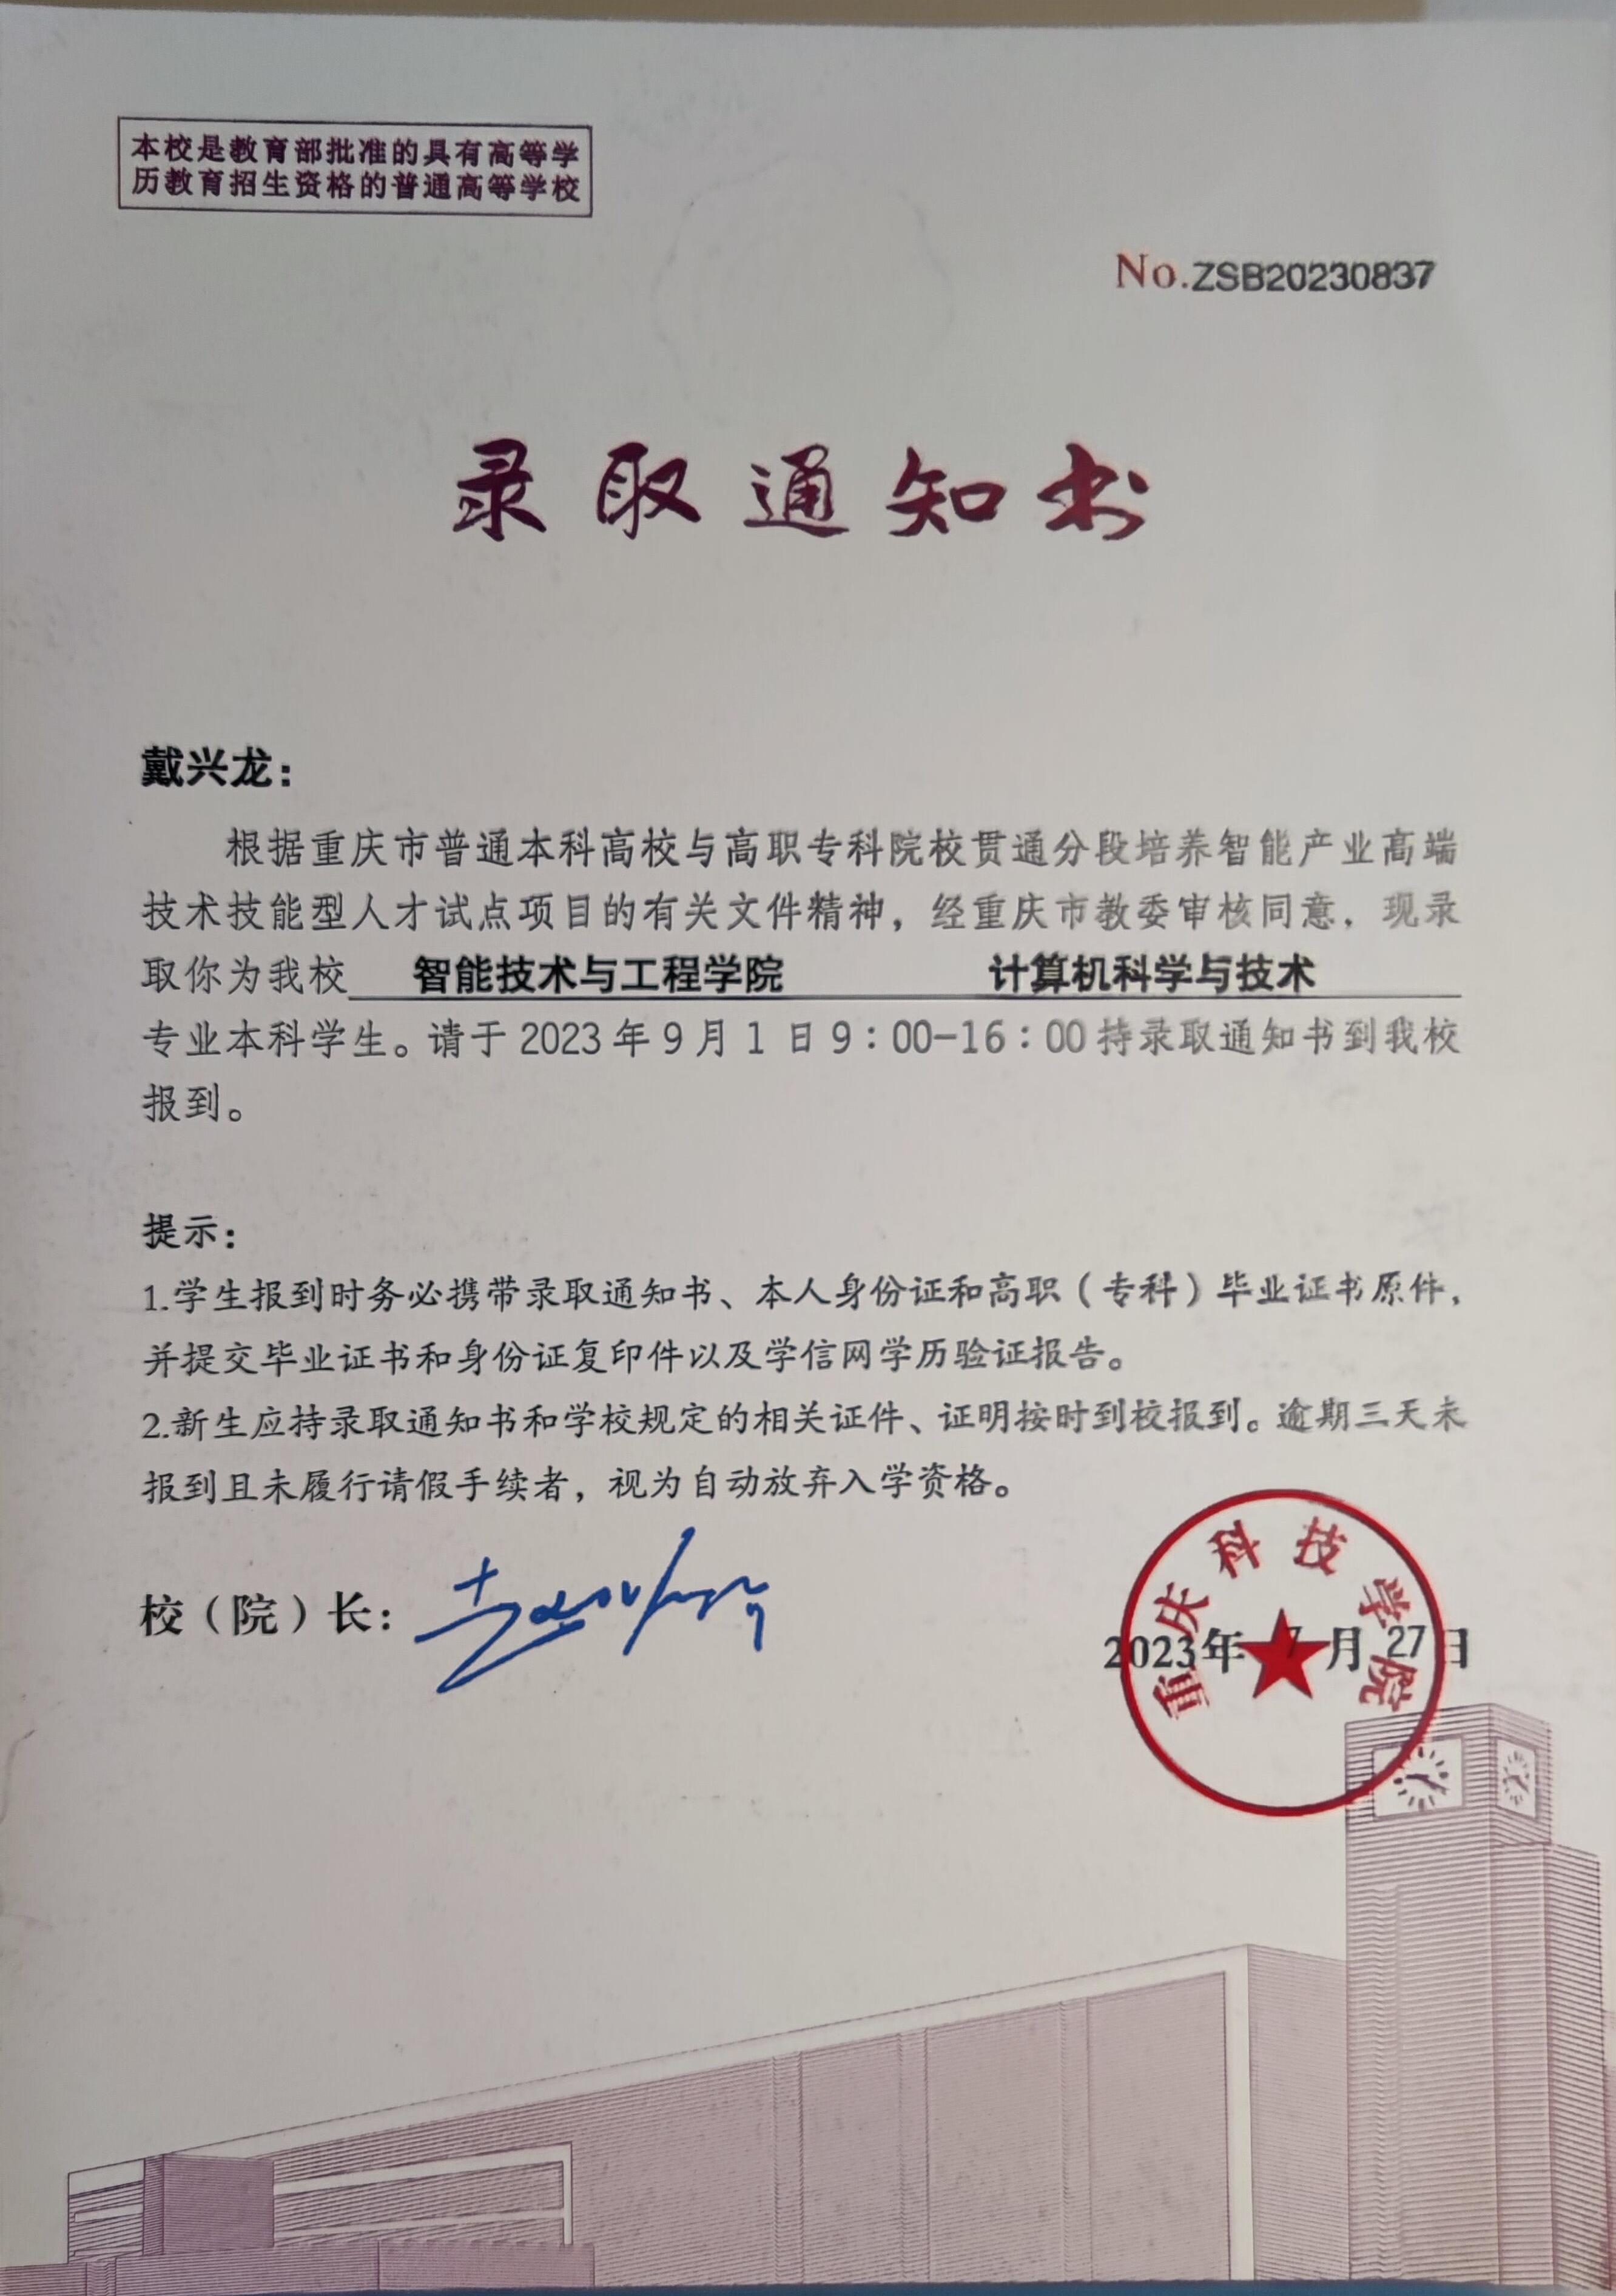 本校是教育部批准的具有高等学
历教育招生资格的普通高等学校
No.ZSB20230837
录取通知书
戴兴龙：
根据重庆市普通本科高校与高职专科院校贯通分段培养智能产业高端
技术技能型人才试点项目的有关文件精神，经重庆市教委审核同意，现录
取你为我校 智能技术与工程学院 计算机科学与技术
专业本科学生。请于 2023 年 9 月 1 日 9：00-16：00 持录取通知书到我校
报到。
提示：
1.学生报到时务必携带录取通知书、本人身份证和高职（专科）毕业证书原件，
并提交毕业证书和身份证复印件以及学信网学历验证报告。
2.新生应持录取通知书和学校规定的相关证件、证明按时到校报到。逾期三天未
报到且未履行请假手续者，视为自动放弃入学资格。
校（院）长：
重庆科技学院
2023年 7 月 27 日